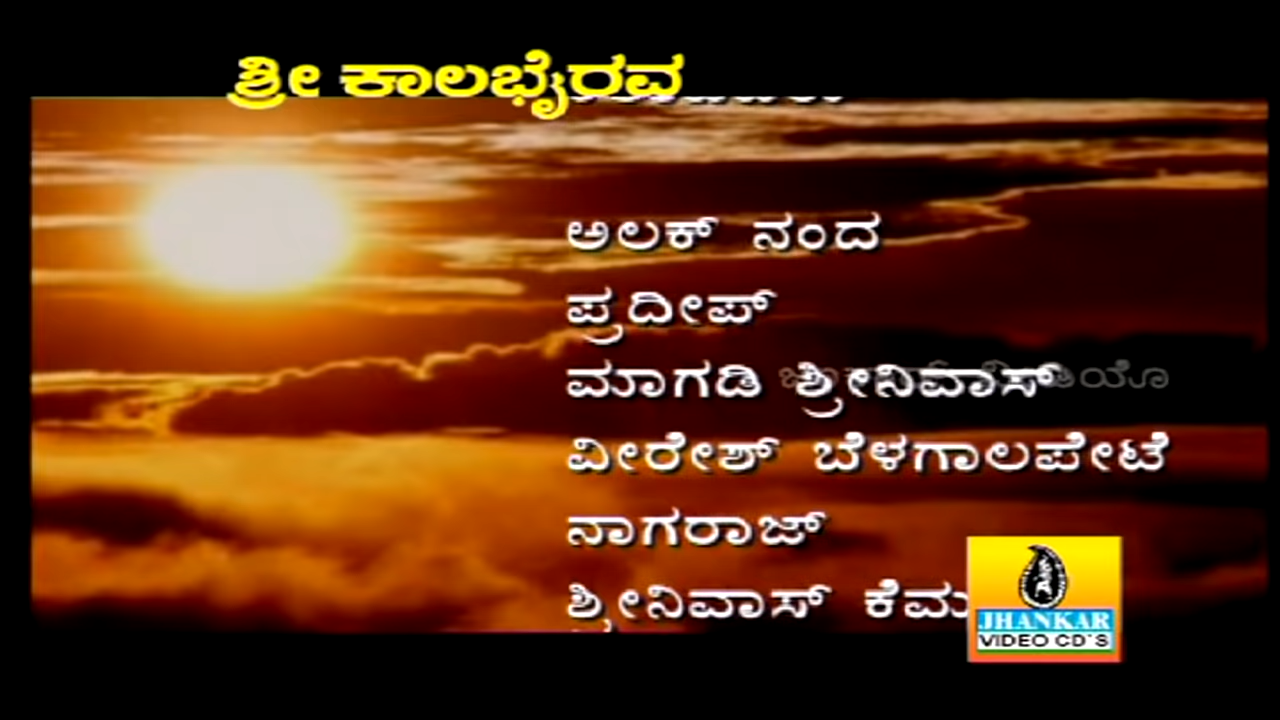 ಶ್ರೀ ಕಾಲಭೈರವ
ಅಲಕ್ ನಂದ
ಪ್ರದೀಪ್
ಮಾಗಡಿ ಶ್ರೀನಿವಾಸ್
ವೀರೇಶ್ ಬೆಳಗಾಲಪೇಟೆ
ನಾಗರಾಜ್
ಶ್ರೀನಿವಾಸ್
JHANKAR
VIDEO CD'S